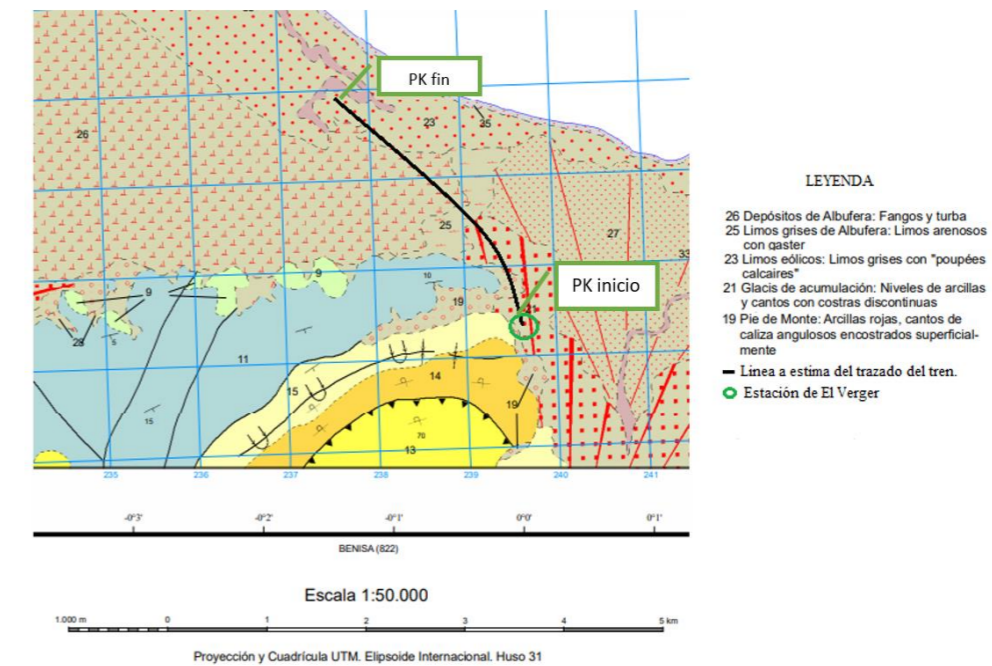 PK fin
26
23
25
25
27
33
PK inicio
9
9
10
19
21
28
5
11
15
14
15
19
70
13
7
235
236
237
238
239
240
241
-0°3'
-0°2'
-0°1'
0°0'
0°1'
BENISA (822)
Escala 1:50.000
1.000 m
0
1
2
3
4
5 km
Proyección y Cuadrícula UTM. Elipsoide Internacional. Huso 31
LEYENDA
26 Depósitos de Albufera: Fangos y turba
25 Limos grises de Albufera: Limos arenosos
con gaster
23 Limos eólicos: Limos grises con "poupées
calcaires"
21 Glacis de acumulación: Niveles de arcillas
y cantos con costras discontinuas
19 Pie de Monte: Arcillas rojas, cantos de
caliza angulosos encostrados superficial-
mente
Linea a estima del trazado del tren.
Estación de El Verger